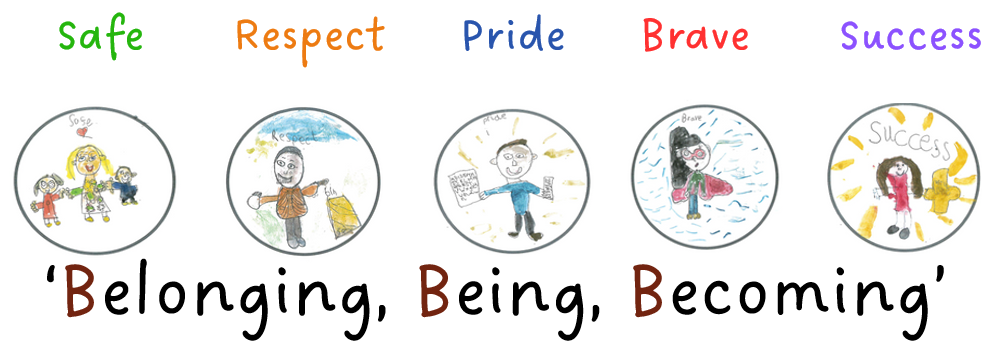 Safe Respect Pride Brave Success
Safe Respect Pride Brave Success
'Belonging, Being, Becoming'